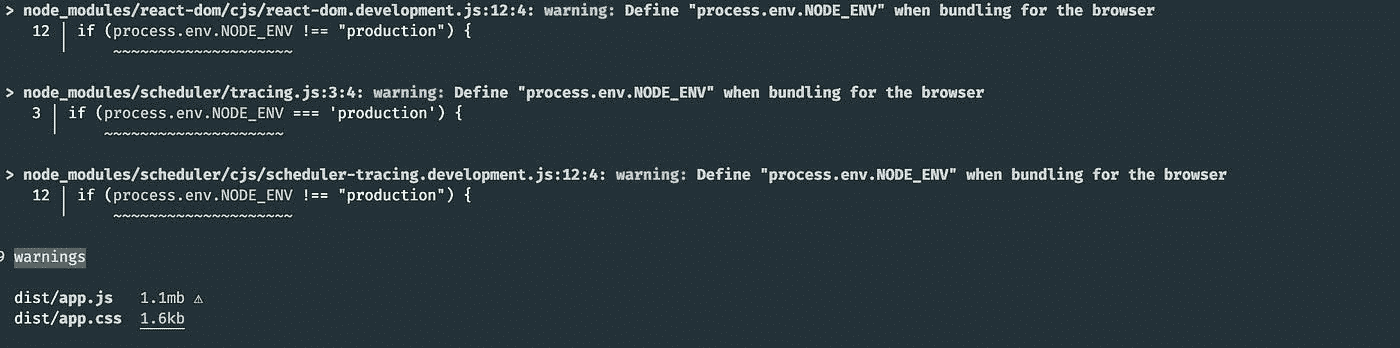 > node_modules/react-dom/cjs/react-dom.development.js:12:4: warning: Define "process.env.NODE_ENV" when bundling for the browser
12 │ if (process.env.NODE_ENV !== "production") {
~~~~~~~~~~~~~~~~~~~~
> node_modules/scheduler/tracing.js:3:4: warning: Define "process.env.NODE_ENV" when bundling for the browser
3 │ if (process.env.NODE_ENV === 'production') {
~~~~~~~~~~~~~~~~~~~~
> node_modules/scheduler/cjs/scheduler-tracing.development.js:12:4: warning: Define "process.env.NODE_ENV" when bundling for the browser
12 │ if (process.env.NODE_ENV !== "production") {
~~~~~~~~~~~~~~~~~~~~
9 warnings
dist/app.js 1.1mb ⚠
dist/app.css 1.6kb